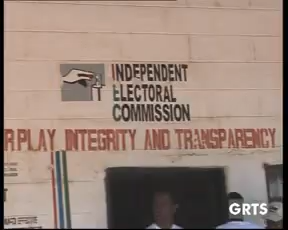 INDEPENDENT
ELECTORAL
COMMISSION
RPLAY INTEGRITY AND TRANSPARENCY
GRTS